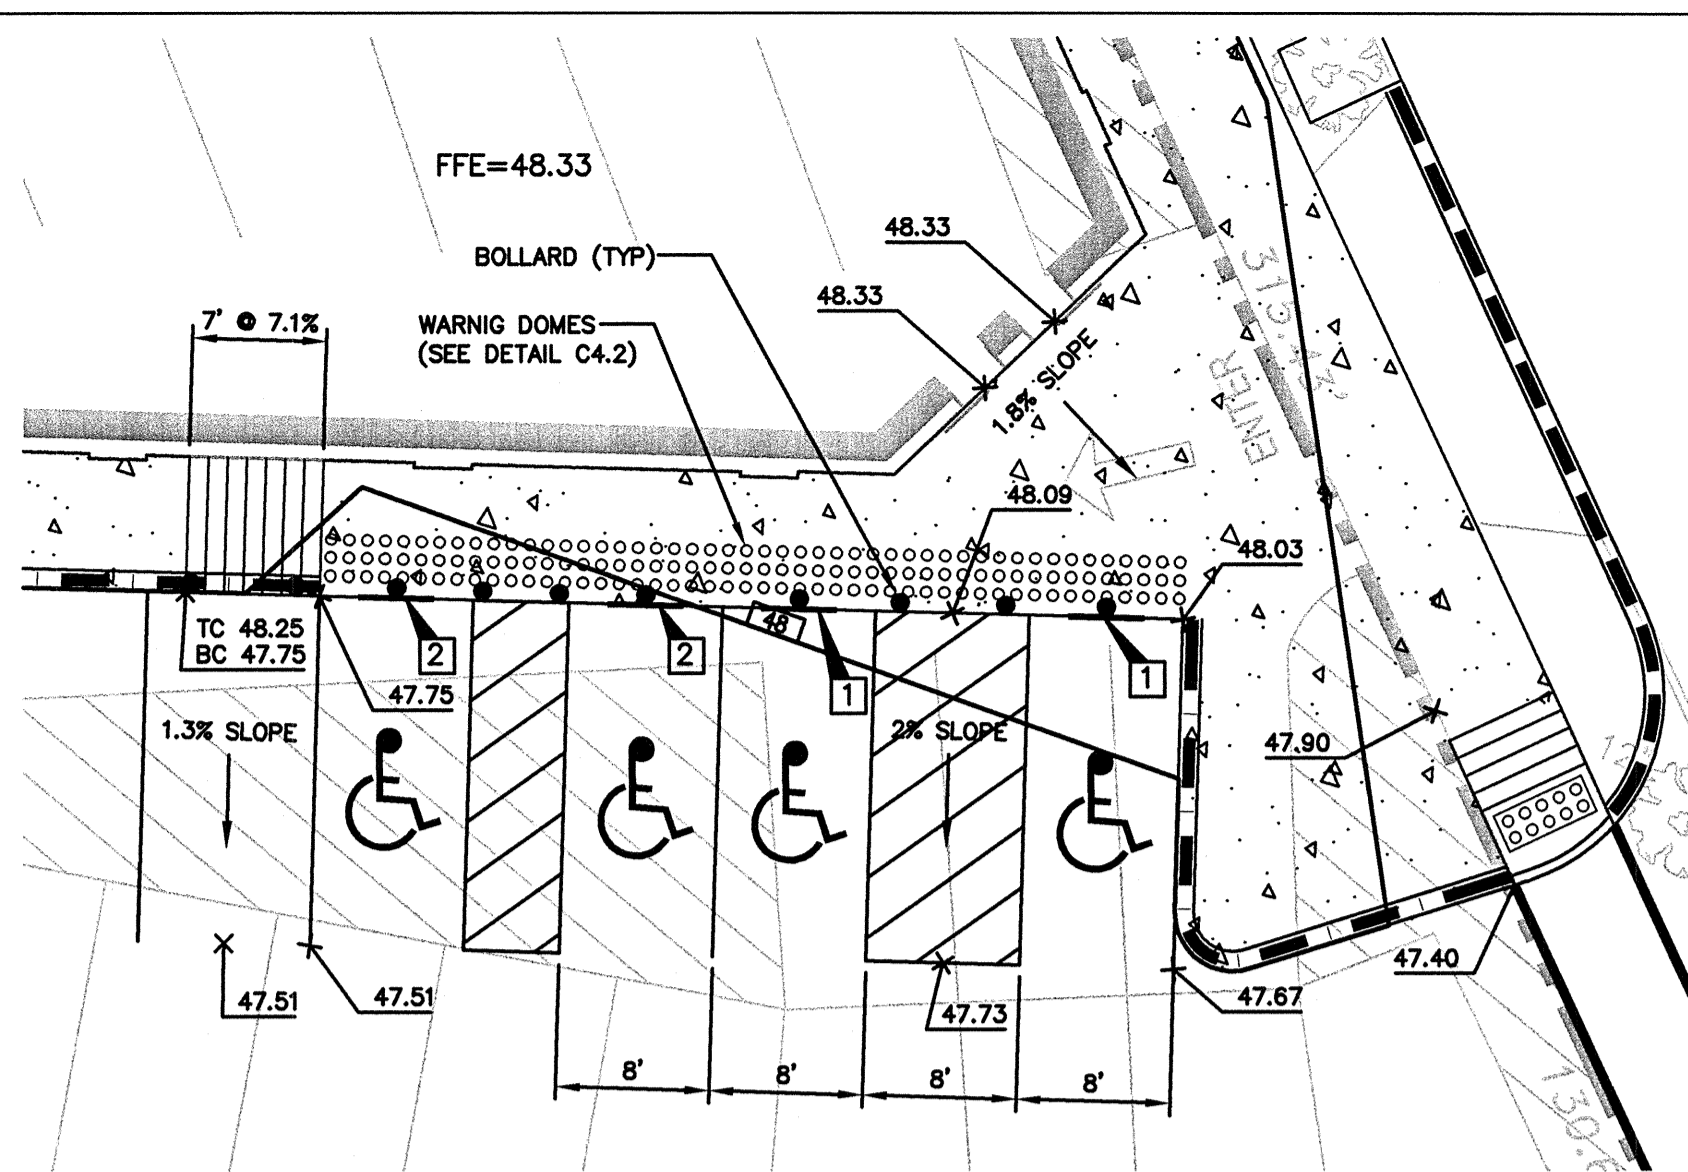 FFE=48.33
BOLLARD (TYP)
48.33
48.33
7' @ 7.1%
WARNIG DOMES
(SEE DETAIL C4.2)
1.8% SLOPE
ENTER
48.09
48.03
TC 48.25
BC 47.75
48
2
2
1
1
47.75
1.3% SLOPE
2% SLOPE
47.90
47.51
47.51
47.73
47.67
47.40
8'
8'
8'
8'